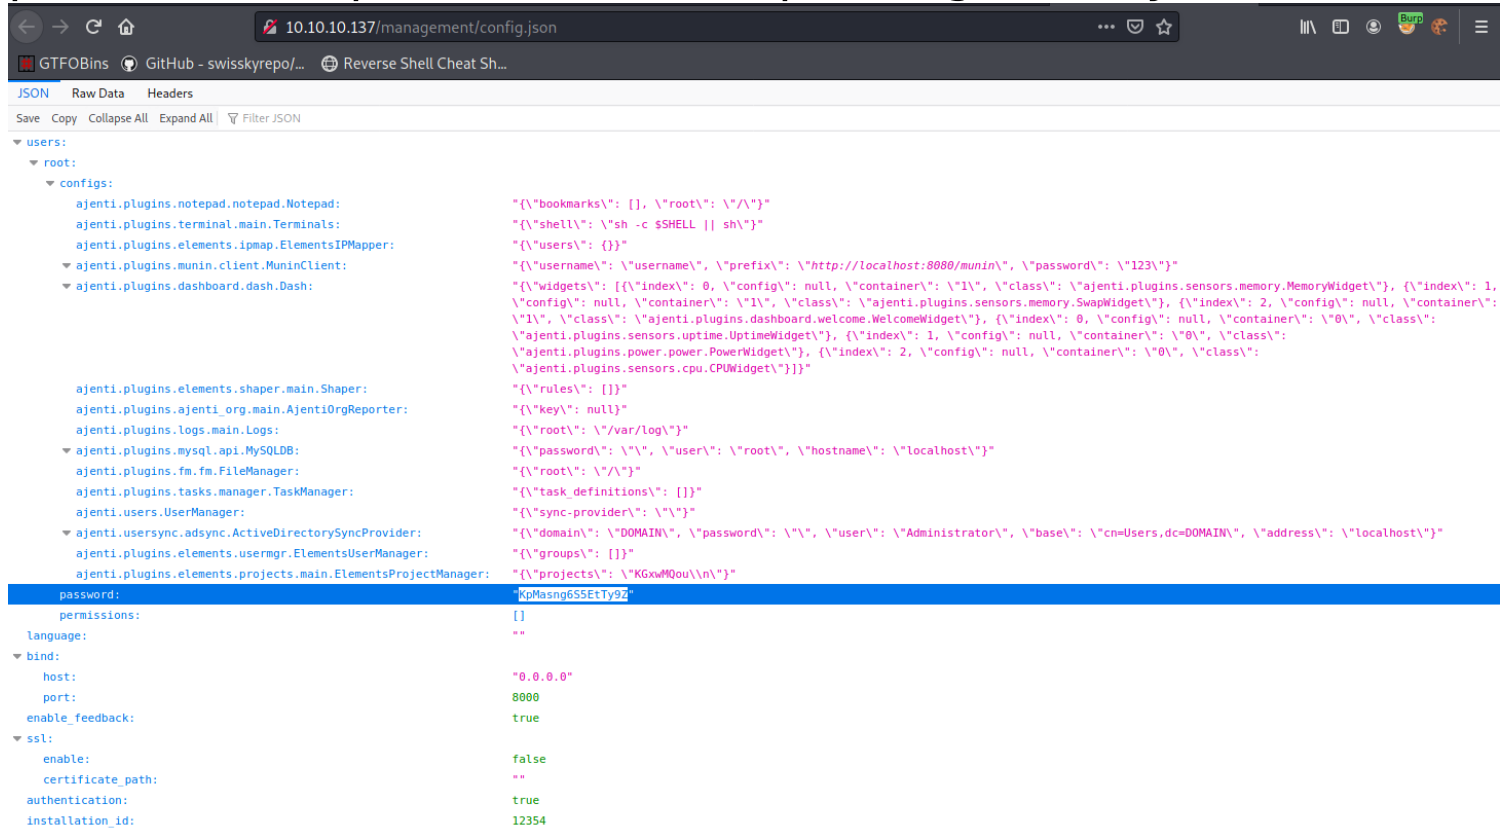 10.10.10.137/management/config.json
Burp
GTFOBins GitHub - swisskyrepo/... Reverse Shell Cheat Sh...
JSON Raw Data Headers
Save Copy Collapse All Expand All Filter JSON
users:
root:
configs:
ajenti.plugins.notepad.notepad.Notepad: "{\"bookmarks\": [], \"root\": \"/\"}"
ajenti.plugins.terminal.main.Terminals: "{\"shell\": \"sh -c $SHELL || sh\"}"
ajenti.plugins.elements.ipmap.ElementsIPMapper: "{\"users\": {}}"
ajenti.plugins.munin.client.MuninClient: "{\"username\": \"username\", \"prefix\": \"http://localhost:8080/munin\", \"password\": \"123\"}"
ajenti.plugins.dashboard.dash.Dash: "{\"widgets\": [{\"index\": 0, \"config\": null, \"container\": \"1\", \"class\": \"ajenti.plugins.sensors.memory.MemoryWidget\"}, {\"index\": 1,
\"config\": null, \"container\": \"1\", \"class\": \"ajenti.plugins.sensors.memory.SwapWidget\"}, {\"index\": 2, \"config\": null, \"container\":
\"1\", \"class\": \"ajenti.plugins.dashboard.welcome.WelcomeWidget\"}, {\"index\": 0, \"config\": null, \"container\": \"0\", \"class\":
\"ajenti.plugins.sensors.uptime.UptimeWidget\"}, {\"index\": 1, \"config\": null, \"container\": \"0\", \"class\":
\"ajenti.plugins.power.power.PowerWidget\"}, {\"index\": 2, \"config\": null, \"container\": \"0\", \"class\":
\"ajenti.plugins.sensors.cpu.CPUWidget\"}]}"
ajenti.plugins.elements.shaper.main.Shaper: "{\"rules\": []}"
ajenti.plugins.ajenti_org.main.AjentiOrgReporter: "{\"key\": null}"
ajenti.plugins.logs.main.Logs: "{\"root\": \"/var/log\"}"
ajenti.plugins.mysql.api.MySQLDB: "{\"password\": \"\", \"user\": \"root\", \"hostname\": \"localhost\"}"
ajenti.plugins.fm.fm.FileManager: "{\"root\": \"/\"}"
ajenti.plugins.tasks.manager.TaskManager: "{\"task_definitions\": []}"
ajenti.users.UserManager: "{\"sync-provider\": \"\"}"
ajenti.usersync.adsync.ActiveDirectorySyncProvider: "{\"domain\": \"DOMAIN\", \"password\": \"\", \"user\": \"Administrator\", \"base\": \"cn=Users,dc=DOMAIN\", \"address\": \"localhost\"}"
ajenti.plugins.elements.usermgr.ElementsUserManager: "{\"groups\": []}"
ajenti.plugins.elements.projects.main.ElementsProjectManager: "{\"projects\": \"KGxwMQou\\n\"}"
password: "KpMasng6S5EtTy9Z"
permissions: []
language: ""
bind:
host: "0.0.0.0"
port: 8000
enable_feedback: true
ssl:
enable: false
certificate_path: ""
authentication: true
installation_id: 12354